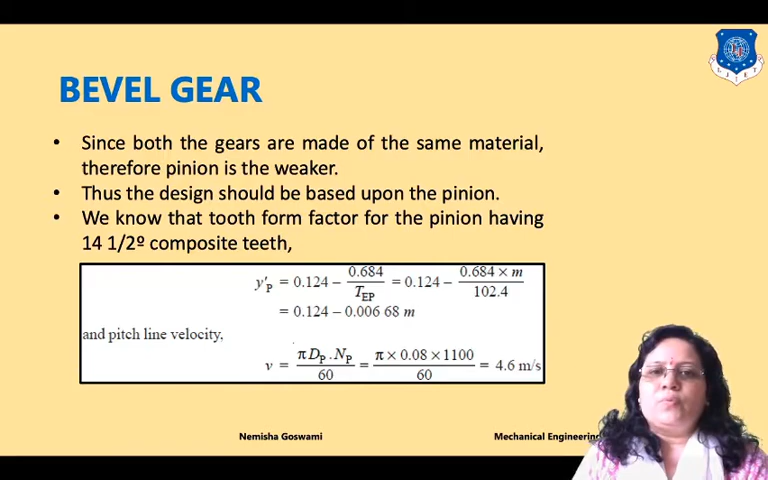 BEVEL GEAR
• Since both the gears are made of the same material,
therefore pinion is the weaker.
• Thus the design should be based upon the pinion.
• We know that tooth form factor for the pinion having
14 1/2º composite teeth,
y'P = 0.124 − 0.684/TEP = 0.124 − 0.684 × m/102.4
= 0.124 − 0.006 68 m
and pitch line velocity,
v = π DP . NP/60 = π × 0.08 × 1100/60 = 4.6 m/s
Nemisha Goswami
Mechanical Engineering
LJIET